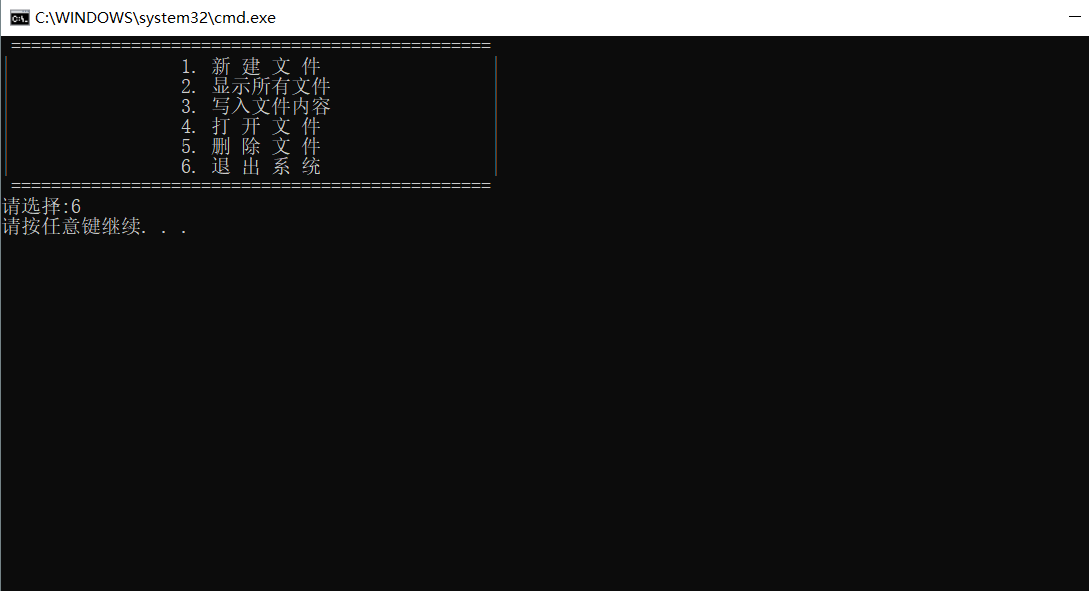 C:\WINDOWS\system32\cmd.exe
================================================
| 1. 新 建 文 件 |
| 2. 显示所有文件 |
| 3. 写入文件内容 |
| 4. 打 开 文 件 |
| 5. 删 除 文 件 |
| 6. 退 出 系 统 |
================================================
请选择:6
请按任意键继续. . .